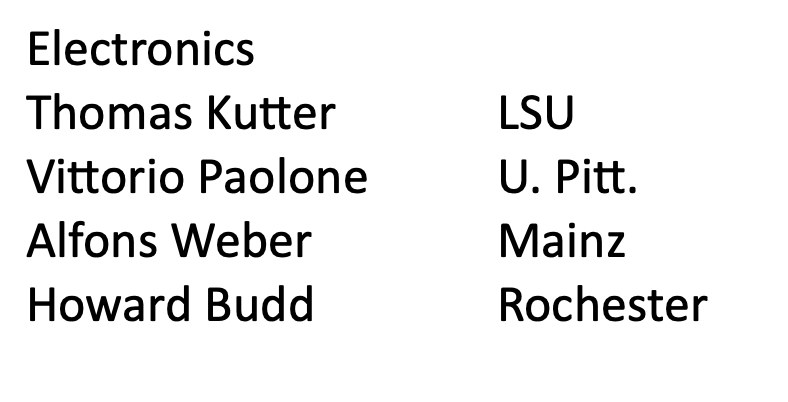 Electronics
Thomas Kutter LSU
Vittorio Paolone U. Pitt.
Alfons Weber Mainz
Howard Budd Rochester